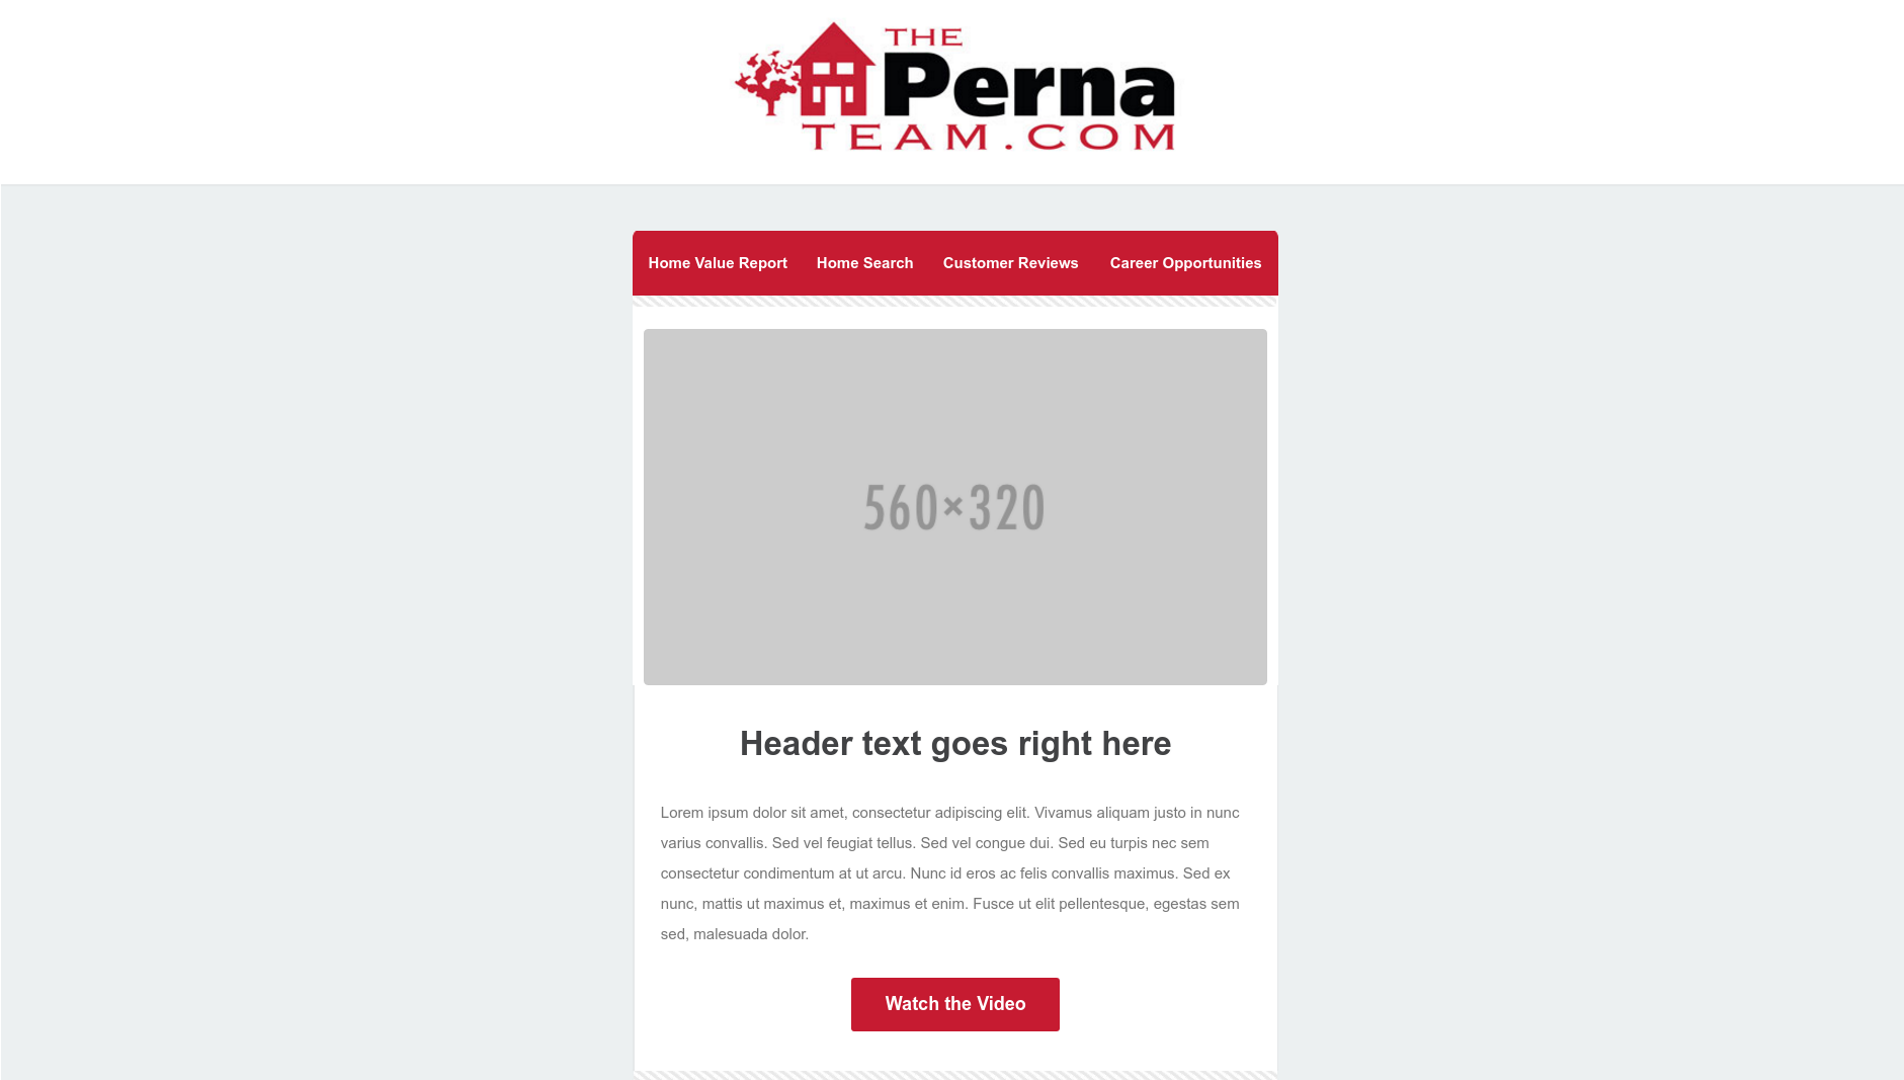 THE
Perna
TEAM.COM
Home Value Report Home Search Customer Reviews Career Opportunities
560×320
Header text goes right here
Lorem ipsum dolor sit amet, consectetur adipiscing elit. Vivamus aliquam justo in nunc
varius convallis. Sed vel feugiat tellus. Sed vel congue dui. Sed eu turpis nec sem
consectetur condimentum at ut arcu. Nunc id eros ac felis convallis maximus. Sed ex
nunc, mattis ut maximus et, maximus et enim. Fusce ut elit pellentesque, egestas sem
sed, malesuada dolor.
Watch the Video